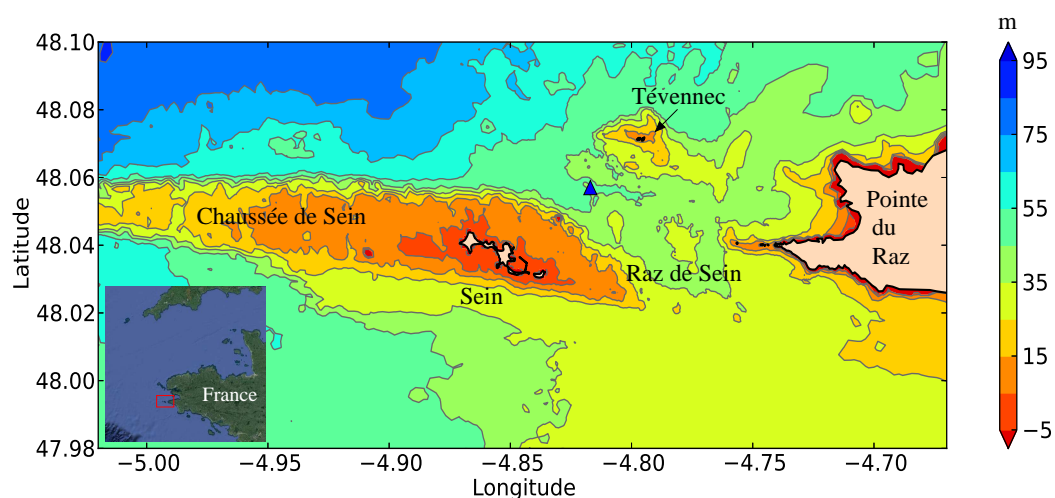 m
48.10
48.08
48.06
48.04
48.02
48.00
47.98
Latitude
Tévennec
Chaussée de Sein
Pointe
du
Raz
Raz de Sein
Sein
France
−5.00
−4.95
−4.90
−4.85
−4.80
−4.75
−4.70
Longitude
95
75
55
35
15
−5